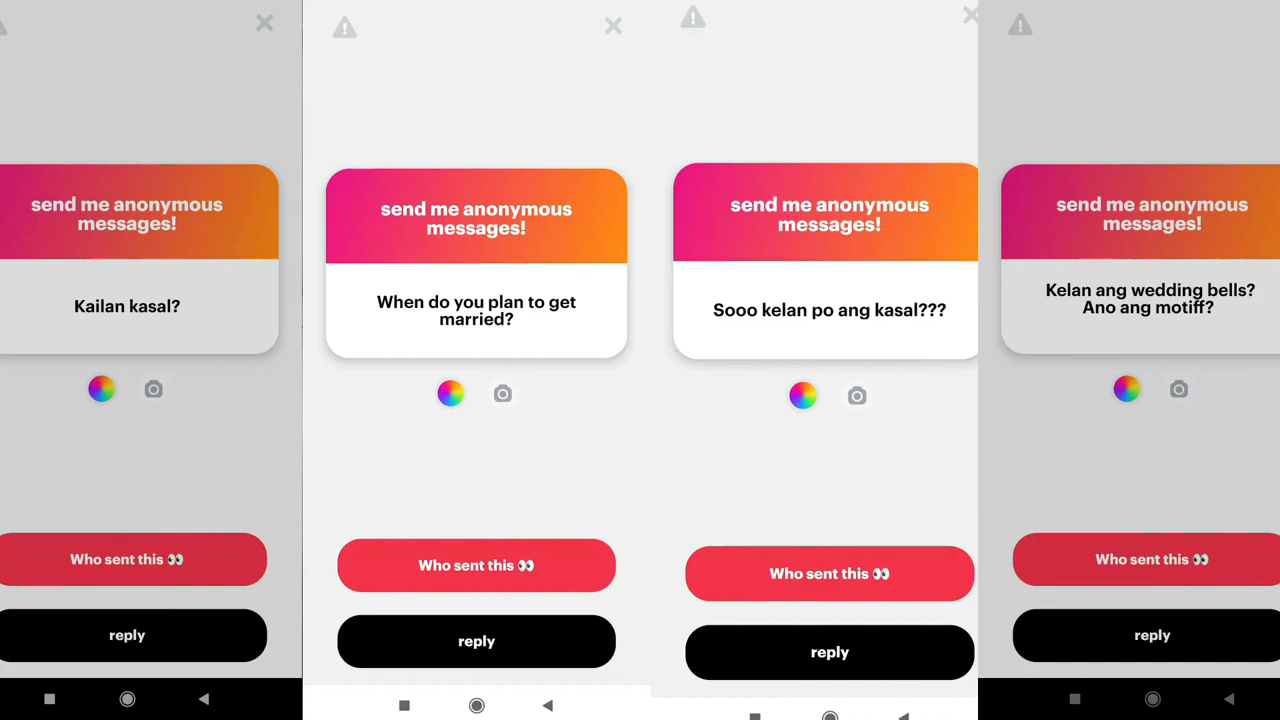 send me anonymous
messages!
Kailan kasal?
Who sent this 👀
reply
send me anonymous
messages!
When do you plan to get
married?
Who sent this 👀
reply
send me anonymous
messages!
Sooo kelan po ang kasal???
Who sent this 👀
reply
send me anonymous
messages!
Kelan ang wedding bells?
Ano ang motiff?
Who sent this 👀
reply